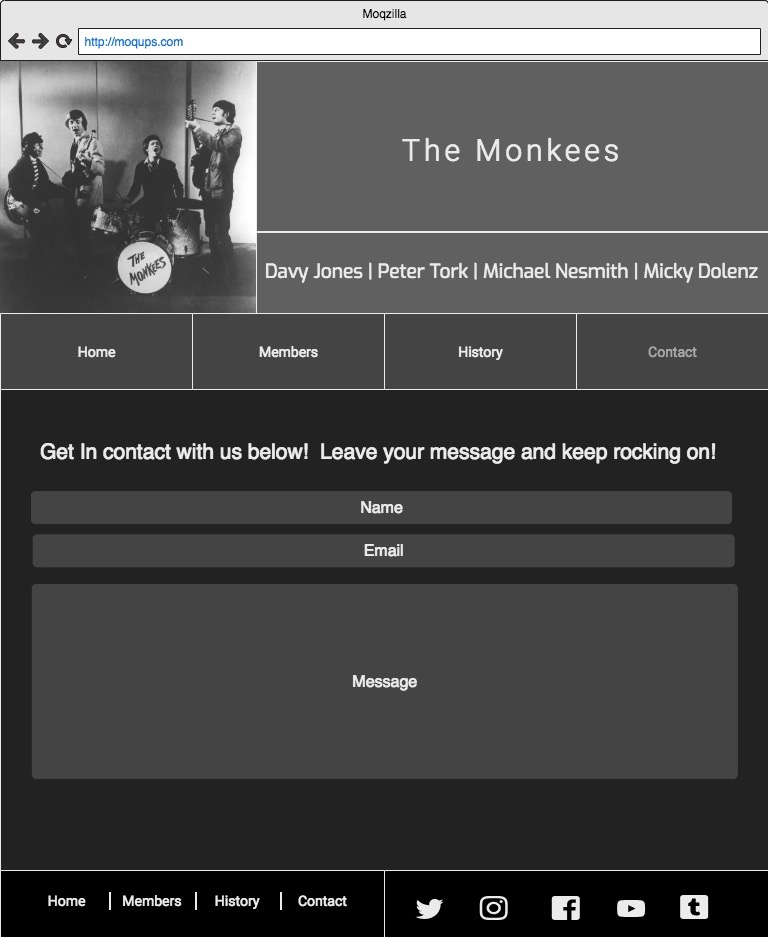 Moqzilla
http://moqups.com
The Monkees
THE
MONKEES
Davy Jones | Peter Tork | Michael Nesmith | Micky Dolenz
Home Members History Contact
Get In contact with us below!  Leave your message and keep rocking on!
Name
Email
Message
Home | Members | History | Contact